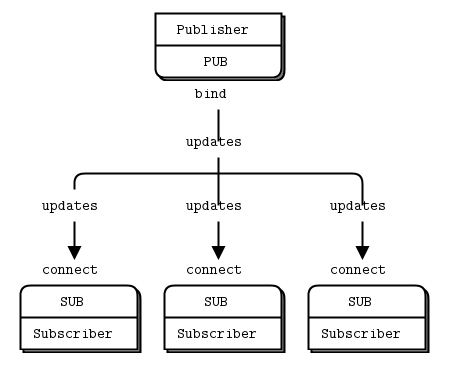 Publisher
PUB
bind
updates
updates updates updates
connect connect connect
SUB SUB SUB
Subscriber Subscriber Subscriber